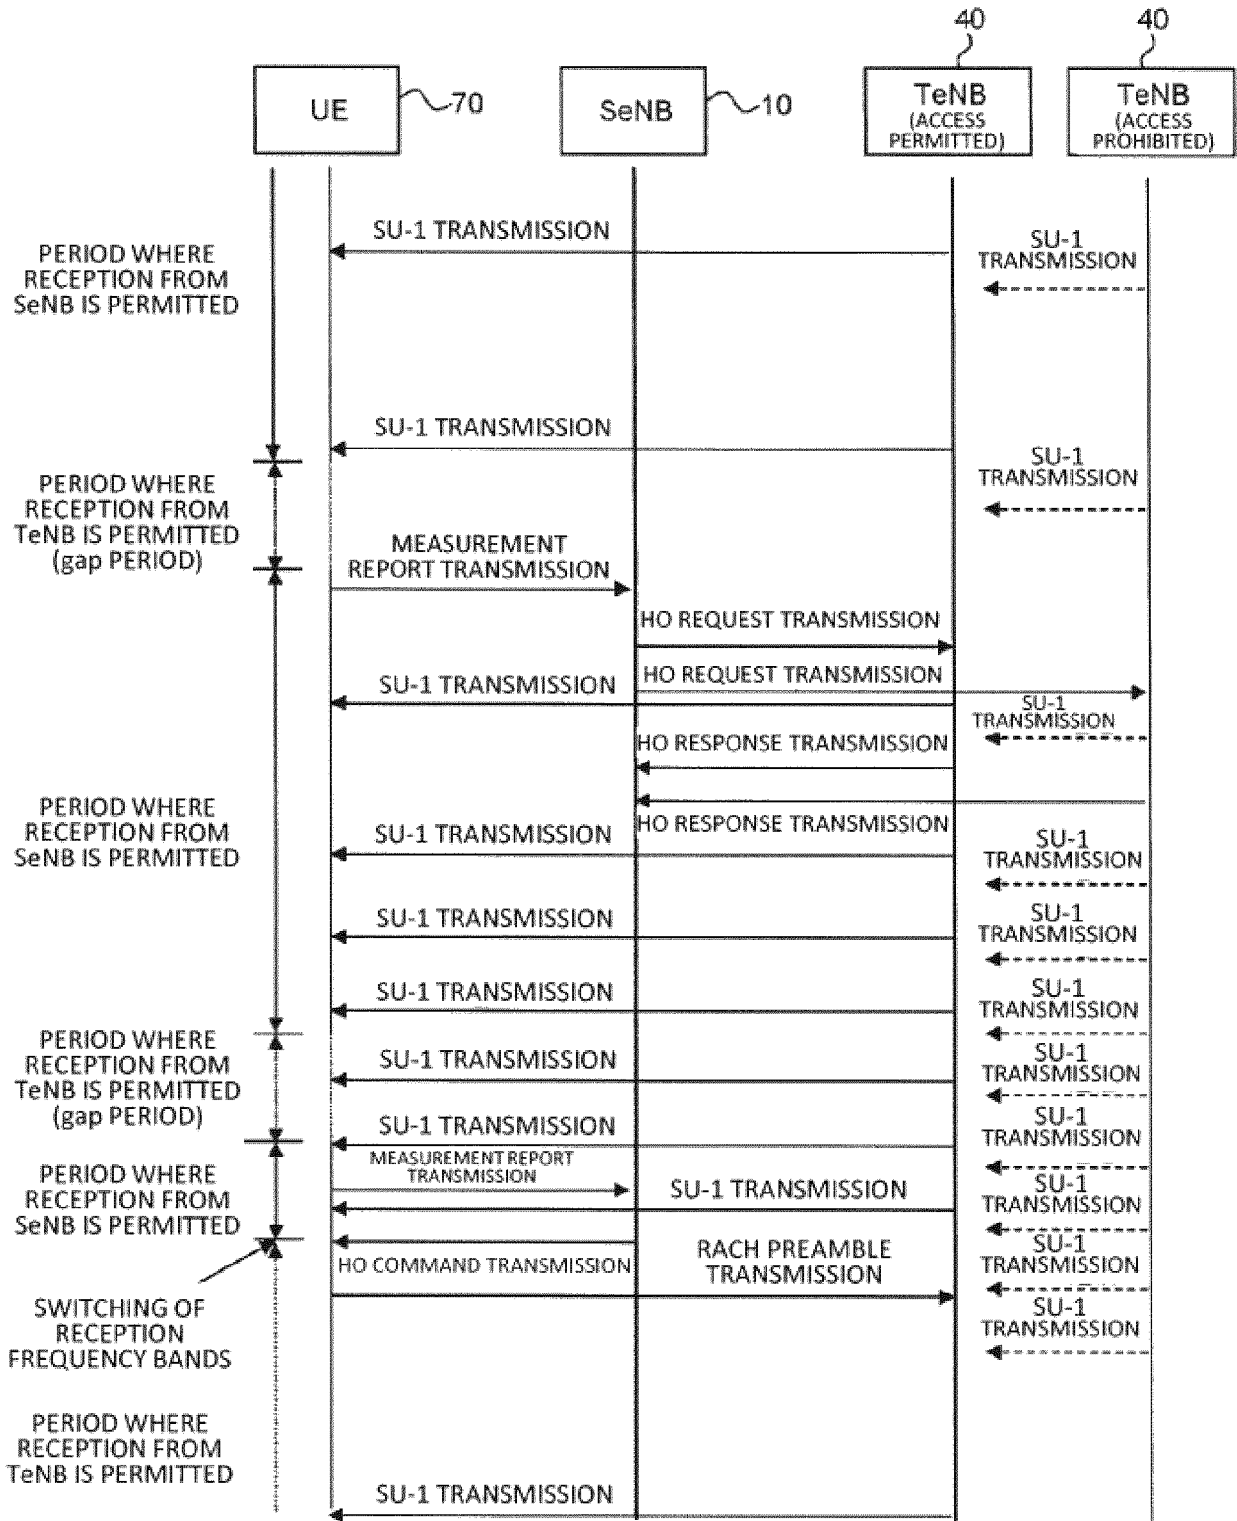 40
40
UE
70
SeNB
10
TeNB
(ACCESS
PERMITTED)
TeNB
(ACCESS
PROHIBITED)
SU-1 TRANSMISSION
SU-1
TRANSMISSION
PERIOD WHERE
RECEPTION FROM
SeNB IS PERMITTED
SU-1 TRANSMISSION
SU-1
TRANSMISSION
PERIOD WHERE
RECEPTION FROM
TeNB IS PERMITTED
(gap PERIOD)
MEASUREMENT
REPORT TRANSMISSION
HO REQUEST TRANSMISSION
HO REQUEST TRANSMISSION
SU-1 TRANSMISSION
SU-1
TRANSMISSION
HO RESPONSE TRANSMISSION
PERIOD WHERE
RECEPTION FROM
SeNB IS PERMITTED
HO RESPONSE TRANSMISSION
SU-1 TRANSMISSION
SU-1
TRANSMISSION
SU-1 TRANSMISSION
SU-1
TRANSMISSION
SU-1 TRANSMISSION
SU-1
TRANSMISSION
PERIOD WHERE
RECEPTION FROM
TeNB IS PERMITTED
(gap PERIOD)
SU-1 TRANSMISSION
SU-1
TRANSMISSION
SU-1 TRANSMISSION
SU-1
TRANSMISSION
MEASUREMENT REPORT
TRANSMISSION
PERIOD WHERE
RECEPTION FROM
SeNB IS PERMITTED
SU-1 TRANSMISSION
SU-1
TRANSMISSION
HO COMMAND TRANSMISSION
RACH PREAMBLE
TRANSMISSION
SU-1
TRANSMISSION
SWITCHING OF
RECEPTION
FREQUENCY BANDS
SU-1
TRANSMISSION
PERIOD WHERE
RECEPTION FROM
TeNB IS PERMITTED
SU-1 TRANSMISSION